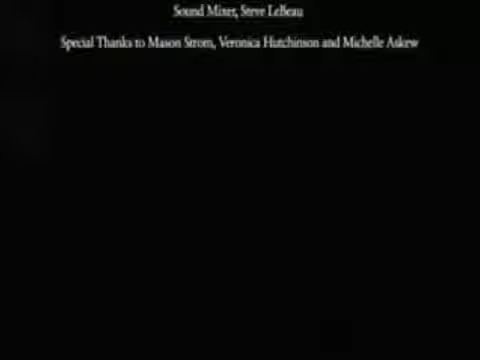 Sound Mixer, Steve LeBeau
Special Thanks to Mason Strom, Veronica Hutchinson and Michelle Askew